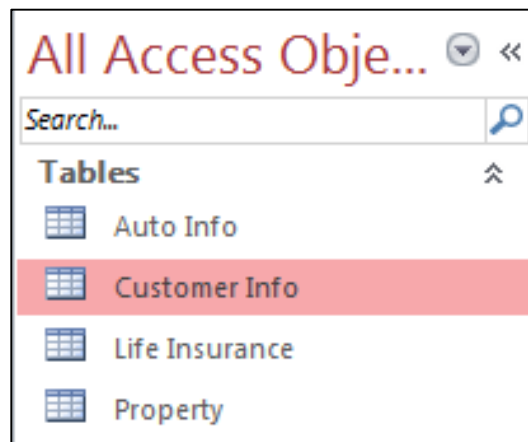 All Access Obje...
Search...
Tables
Auto Info
Customer Info
Life Insurance
Property